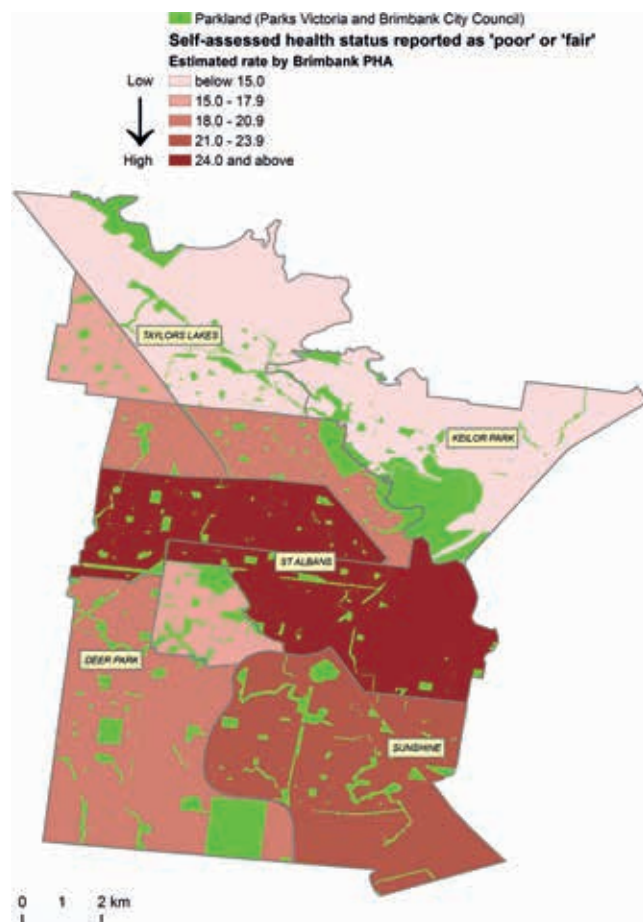 Parkland (Parks Victoria and Brimbank City Council)
Self-assessed health status reported as 'poor' or 'fair'
Estimated rate by Brimbank PHA
Low
below 15.0
15.0 - 17.9
18.0 - 20.9
21.0 - 23.9
High
24.0 and above
TAYLORS LAKES
KEILOR PARK
ST ALBANS
DEER PARK
SUNSHINE
0 1 2 km